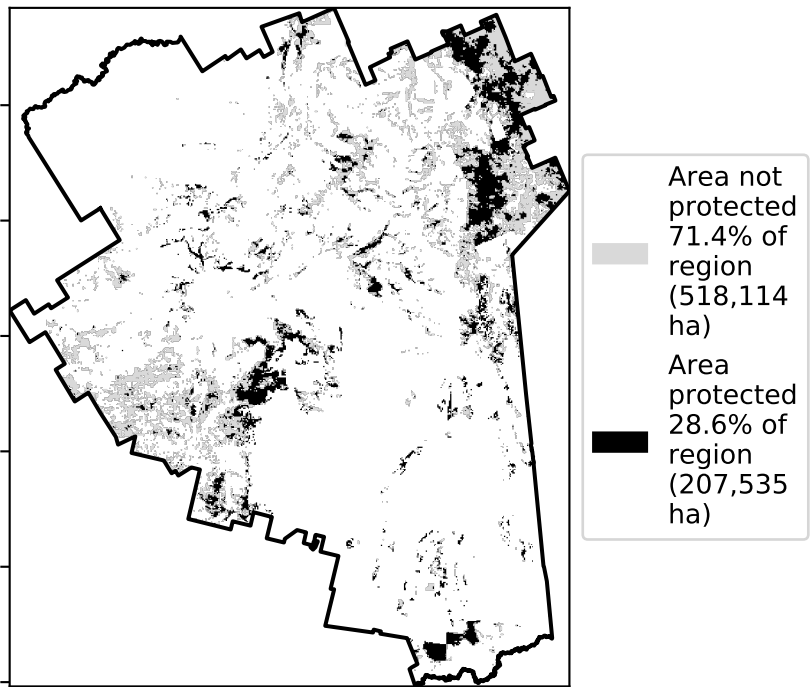 Area not
protected
71.4% of
region
(518,114
ha)
Area
protected
28.6% of
region
(207,535
ha)